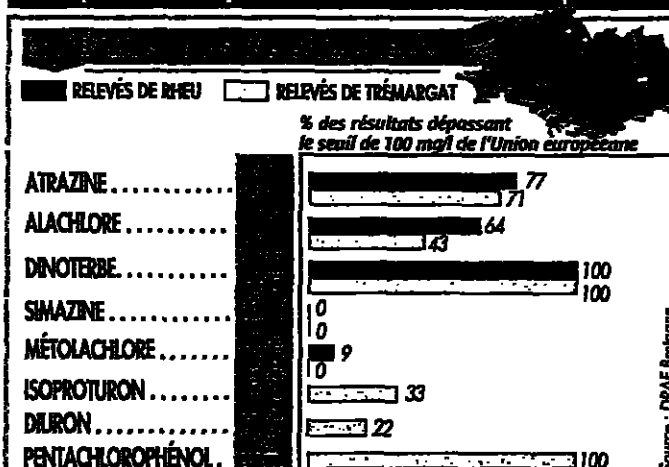 RELEVÉS DE RHEU RELEVÉS DE TRÉMARGAT
% des résultats dépassant
le seuil de 100 mg/l de l'Union européenne
ATRAZINE............ 77
71
ALACHLORE.......... 64
43
DINOTERBE.......... 100
100
SIMAZINE........... 0
0
MÉTOLACHLORE....... 9
0
ISOPROTURON........ 33
DIURON............. 22
PENTACHLOROPHÉNOL. 100
DRAF Bretagne